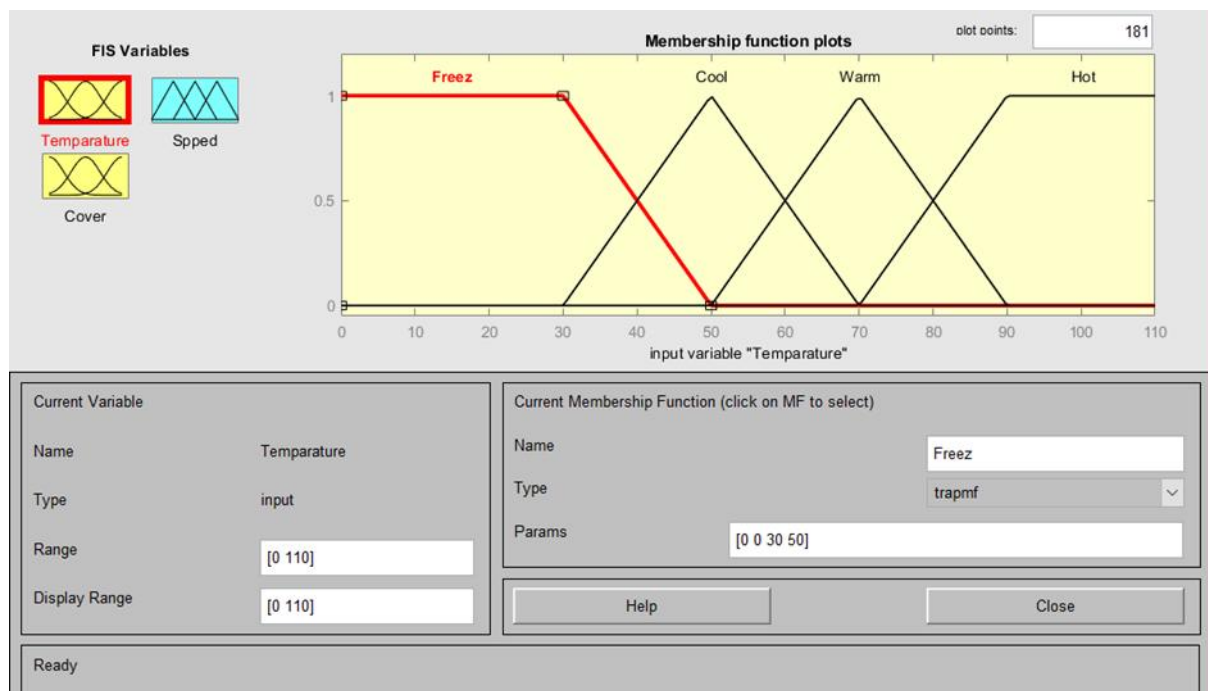 FIS Variables
Temparature
Spped
Cover
Membership function plots
plot points:
181
Freez
Cool
Warm
Hot
1
0.5
0
0 10 20 30 40 50 60 70 80 90 100 110
input variable "Temparature"
Current Variable
Name Temparature
Type input
Range [0 110]
Display Range [0 110]
Current Membership Function (click on MF to select)
Name Freez
Type trapmf
Params [0 0 30 50]
Help
Close
Ready